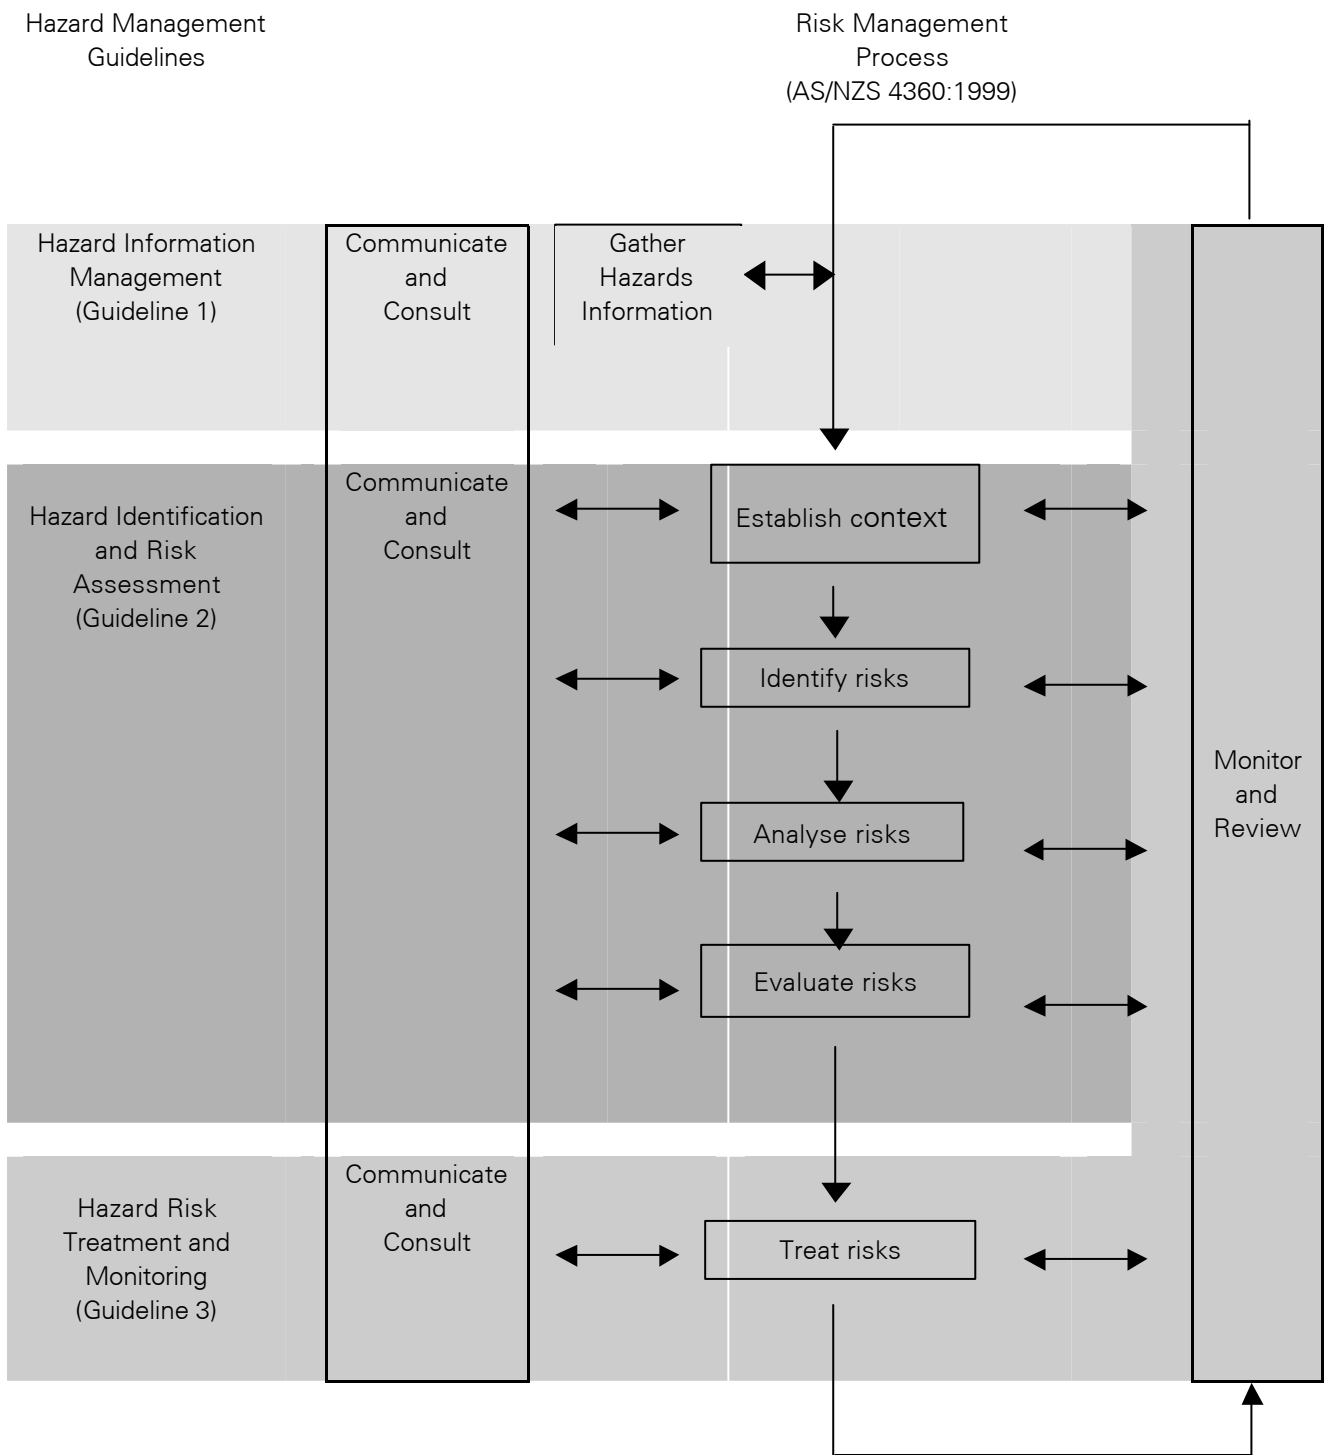 Hazard Management
Guidelines
Risk Management
Process
(AS/NZS 4360:1999)
Hazard Information
Management
(Guideline 1)
Communicate
and
Consult
Gather
Hazards
Information
Hazard Identification
and Risk
Assessment
(Guideline 2)
Communicate
and
Consult
Establish context
Identify risks
Analyse risks
Evaluate risks
Monitor
and
Review
Hazard Risk
Treatment and
Monitoring
(Guideline 3)
Communicate
and
Consult
Treat risks